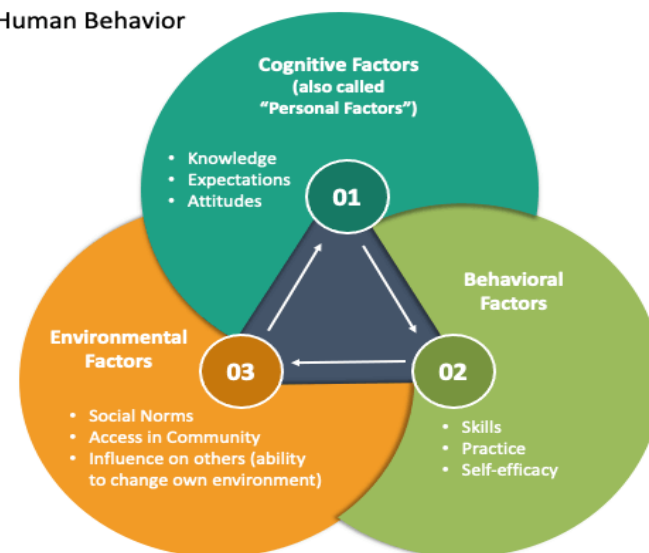 Human Behavior
Cognitive Factors
(also called
“Personal Factors”)
• Knowledge
• Expectations
• Attitudes
01
Behavioral
Factors
Environmental
Factors
03
02
• Social Norms
• Access in Community
• Influence on others (ability
to change own environment)
• Skills
• Practice
• Self-efficacy